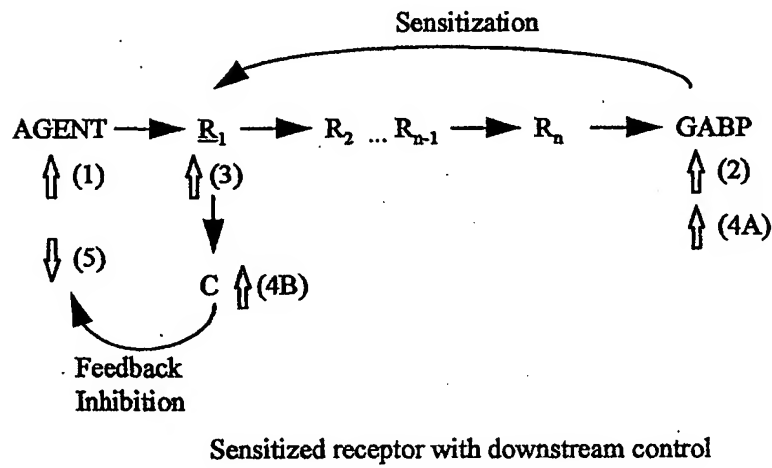 Sensitization
AGENT R₁ R₂ ... Rₙ₋₁ Rₙ GABP
(1) (3) (2)
(4A)
(5)
C (4B)
Feedback
Inhibition
Sensitized receptor with downstream control